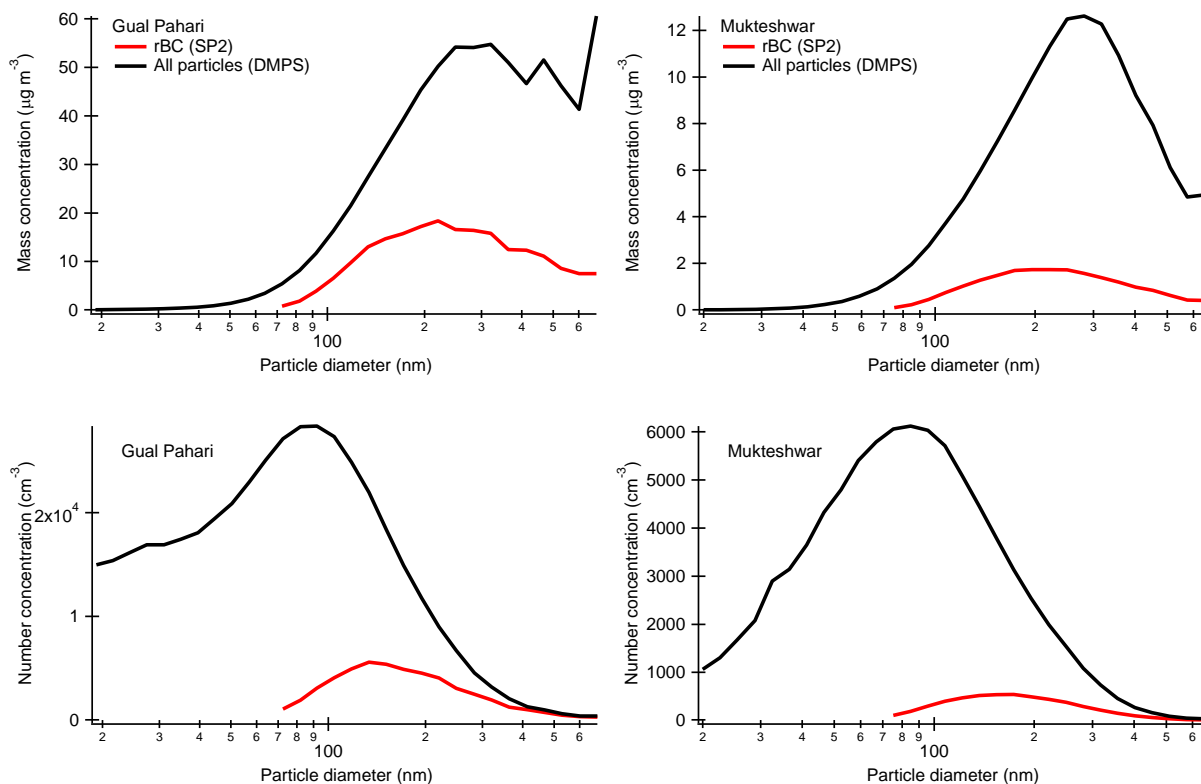 Gual Pahari
rBC (SP2)
All particles (DMPS)
Mass concentration (µg m-3)
60
50
40
30
20
10
0
2 3 4 5 6 7 8 9 100 2 3 4 5 6
Particle diameter (nm)
Mukteshwar
rBC (SP2)
All particles (DMPS)
Mass concentration (µg m-3)
12
10
8
6
4
2
0
2 3 4 5 6 7 8 9 100 2 3 4 5 6
Particle diameter (nm)
Gual Pahari
Number concentration (cm-3)
2x10^4
1
0
2 3 4 5 6 7 8 9 100 2 3 4 5 6
Particle diameter (nm)
Mukteshwar
Number concentration (cm-3)
6000
5000
4000
3000
2000
1000
0
2 3 4 5 6 7 8 9 100 2 3 4 5 6
Particle diameter (nm)